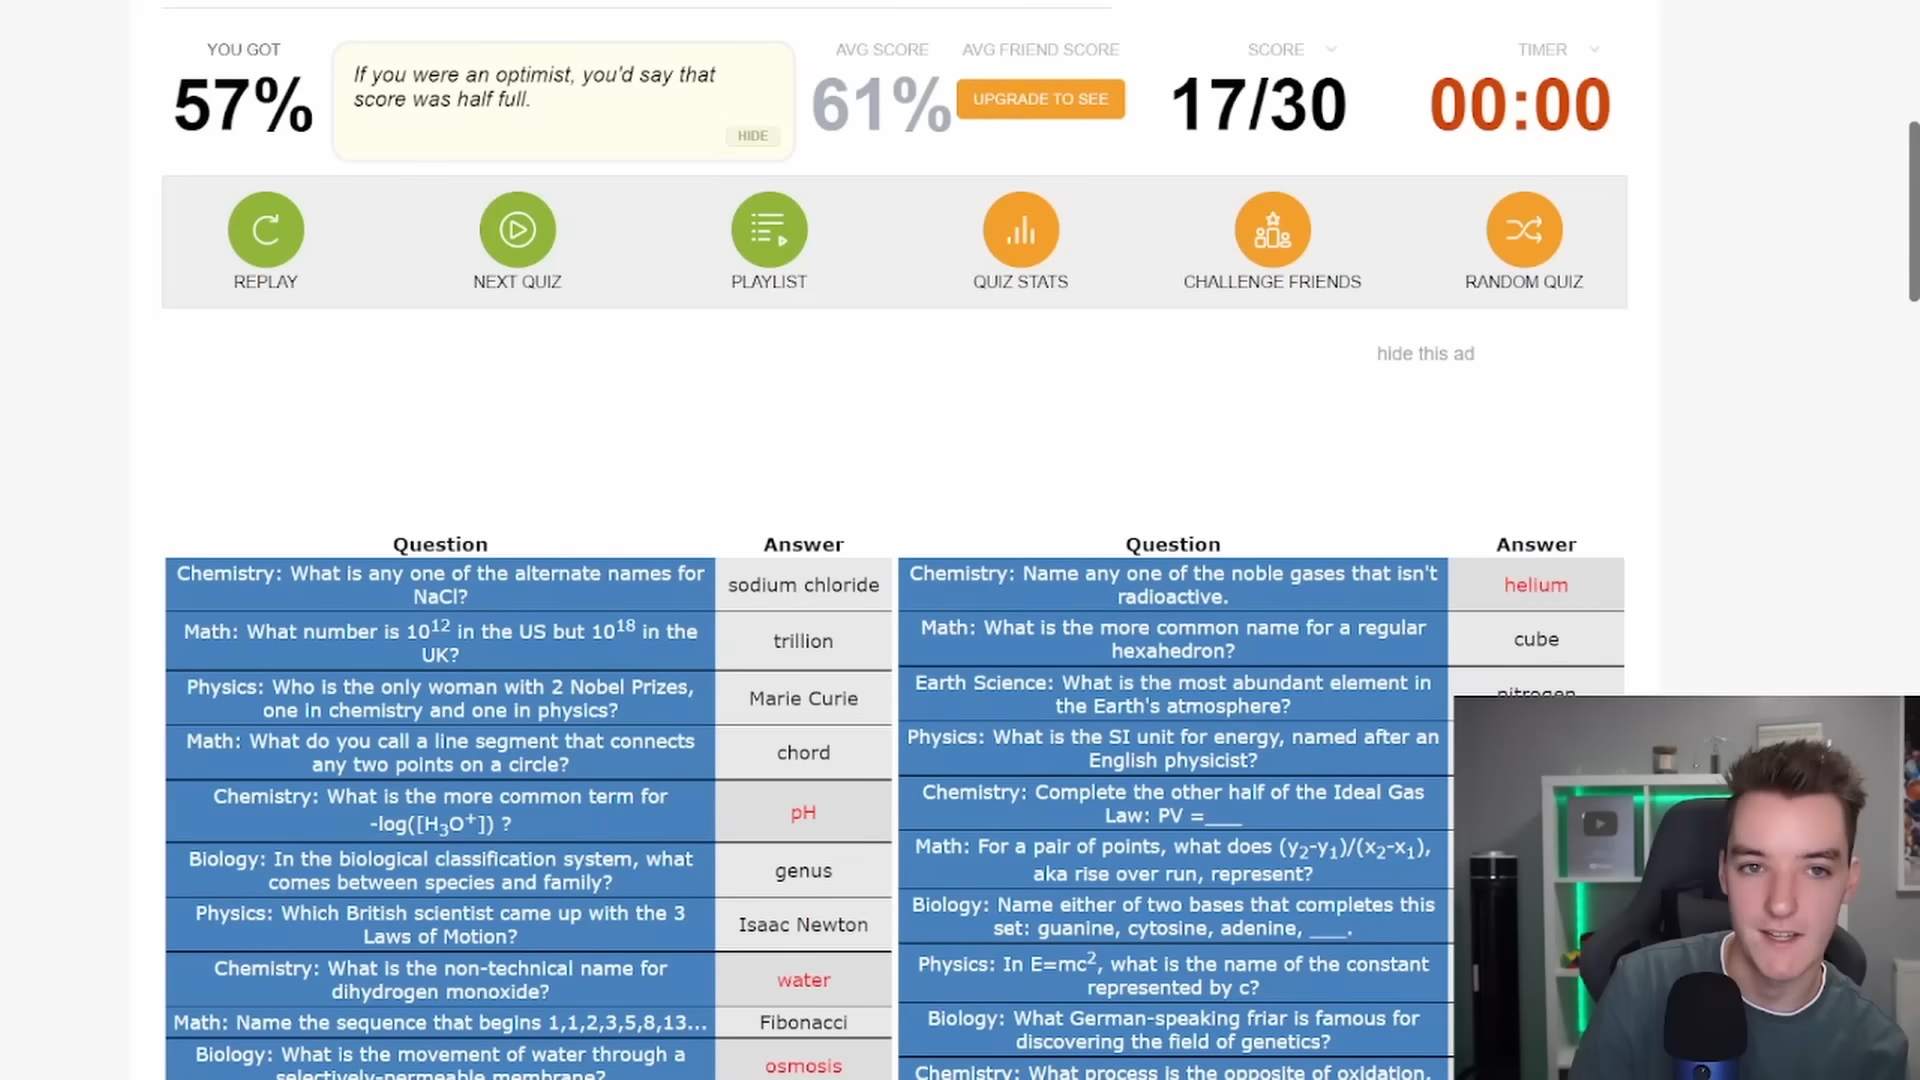 YOU GOT
57%
If you were an optimist, you'd say that
score was half full.
HIDE
AVG SCORE
61%
AVG FRIEND SCORE
UPGRADE TO SEE
SCORE
17/30
TIMER
00:00
REPLAY
NEXT QUIZ
PLAYLIST
QUIZ STATS
CHALLENGE FRIENDS
RANDOM QUIZ
hide this ad
Question
Answer
Chemistry: What is any one of the alternate names for
NaCl?
sodium chloride
Math: What number is 10¹² in the US but 10¹⁸ in the
UK?
trillion
Physics: Who is the only woman with 2 Nobel Prizes,
one in chemistry and one in physics?
Marie Curie
Math: What do you call a line segment that connects
any two points on a circle?
chord
Chemistry: What is the more common term for
-log([H₃O⁺]) ?
pH
Biology: In the biological classification system, what
comes between species and family?
genus
Physics: Which British scientist came up with the 3
Laws of Motion?
Isaac Newton
Chemistry: What is the non-technical name for
dihydrogen monoxide?
water
Math: Name the sequence that begins 1,1,2,3,5,8,13...
Fibonacci
Biology: What is the movement of water through a
selectively-permeable membrane?
osmosis
Question
Answer
Chemistry: Name any one of the noble gases that isn't
radioactive.
helium
Math: What is the more common name for a regular
hexahedron?
cube
Earth Science: What is the most abundant element in
the Earth's atmosphere?
nitrogen
Physics: What is the SI unit for energy, named after an
English physicist?
Chemistry: Complete the other half of the Ideal Gas
Law: PV =___
Math: For a pair of points, what does (y₂-y₁)/(x₂-x₁),
aka rise over run, represent?
Biology: Name either of two bases that completes this
set: guanine, cytosine, adenine, ___.
Physics: In E=mc², what is the name of the constant
represented by c?
Biology: What German-speaking friar is famous for
discovering the field of genetics?
Chemistry: What process is the opposite of oxidation,